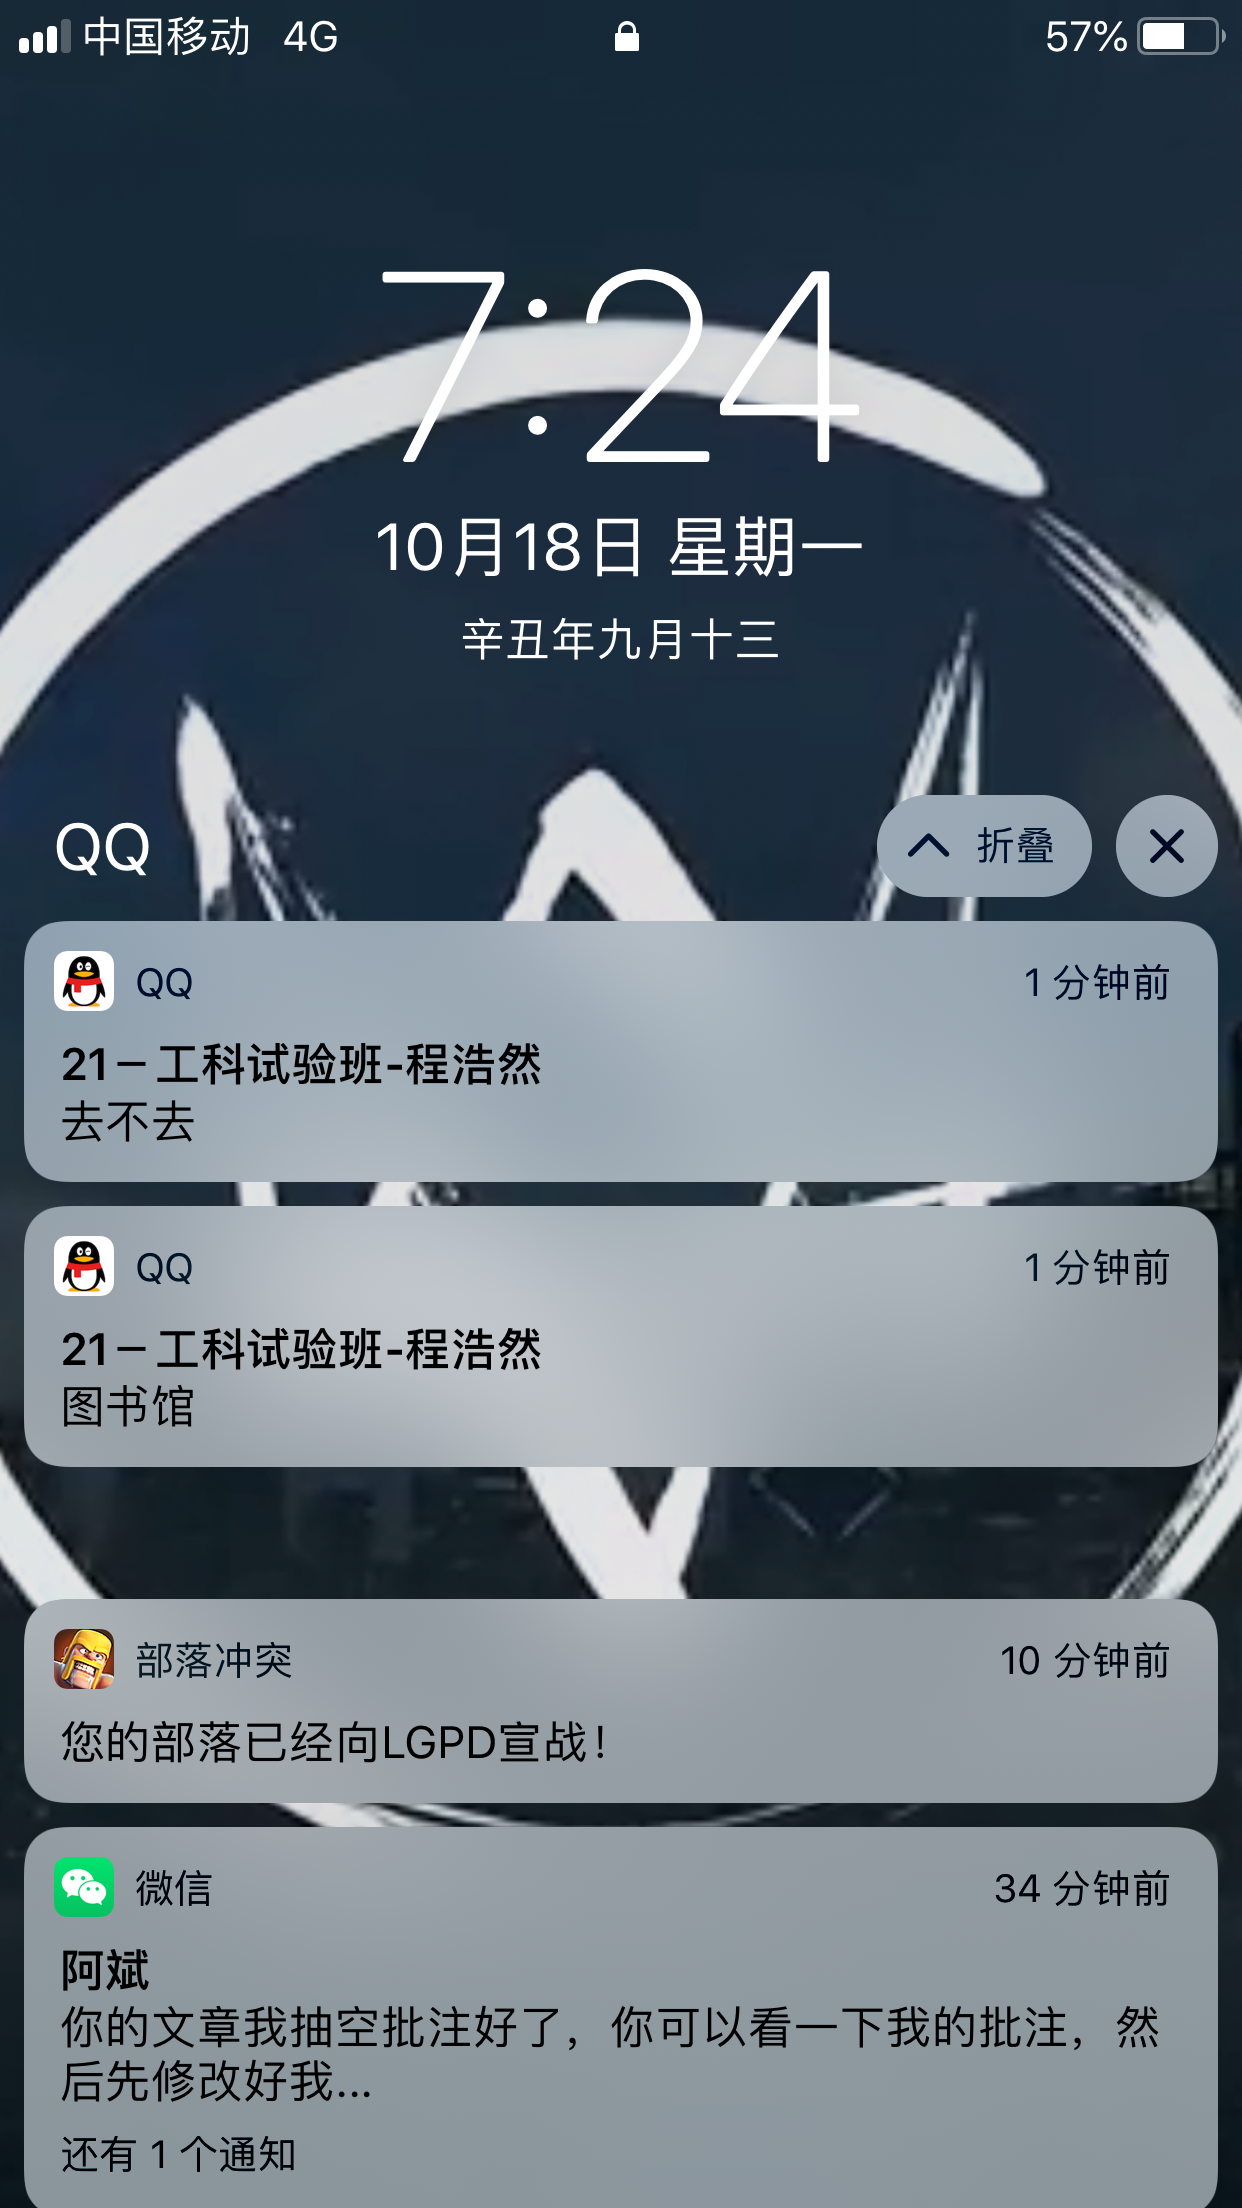 中国移动 4G 57%
7:24
10月18日 星期一
辛丑年九月十三
QQ 折叠
QQ 1 分钟前
21－工科试验班-程浩然
去不去
QQ 1 分钟前
21－工科试验班-程浩然
图书馆
部落冲突 10 分钟前
您的部落已经向LGPD宣战！
微信 34 分钟前
阿斌
你的文章我抽空批注好了，你可以看一下我的批注，然
后先修改好我...
还有 1 个通知